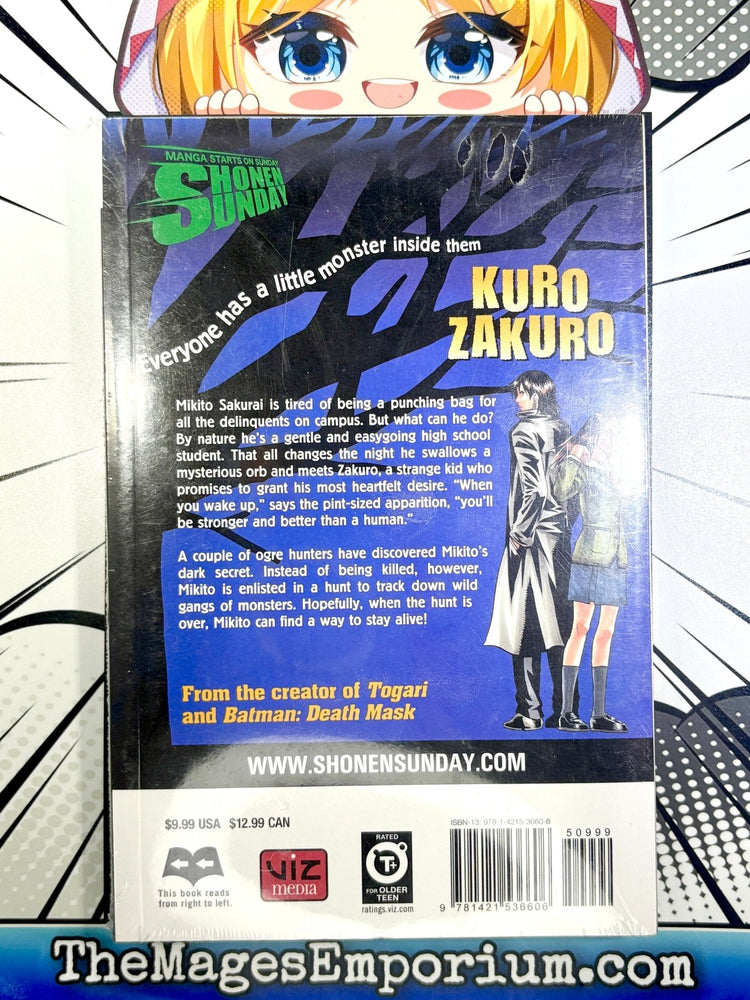 MANGA STARTS ON SUNDAY
SHONEN
SUNDAY
Everyone has a little monster inside them
KURO
ZAKURO
Mikito Sakurai is tired of being a punching bag for
all the delinquents on campus. But what can he do?
By nature he's a gentle and easygoing high school
student. That all changes the night he swallows a
mysterious orb and meets Zakuro, a strange kid who
promises to grant his most heartfelt desire. "When
you wake up," says the pint-sized apparition, "you'll
be stronger and better than a human."
A couple of ogre hunters have discovered Mikito's
dark secret. Instead of being killed, however,
Mikito is enlisted in a hunt to track down wild
gangs of monsters. Hopefully, when the hunt is
over, Mikito can find a way to stay alive!
From the creator of Togari
and Batman: Death Mask
WWW.SHONENSUNDAY.COM
$9.99 USA $12.99 CAN
ISBN-13: 978-1-4215-3660-6
50999
This book reads
from right to left.
VIZ
MEDIA
RATED
T+
FOR OLDER
TEEN
ratings.viz.com
9 781421 536606
TheMagesEmporium.com